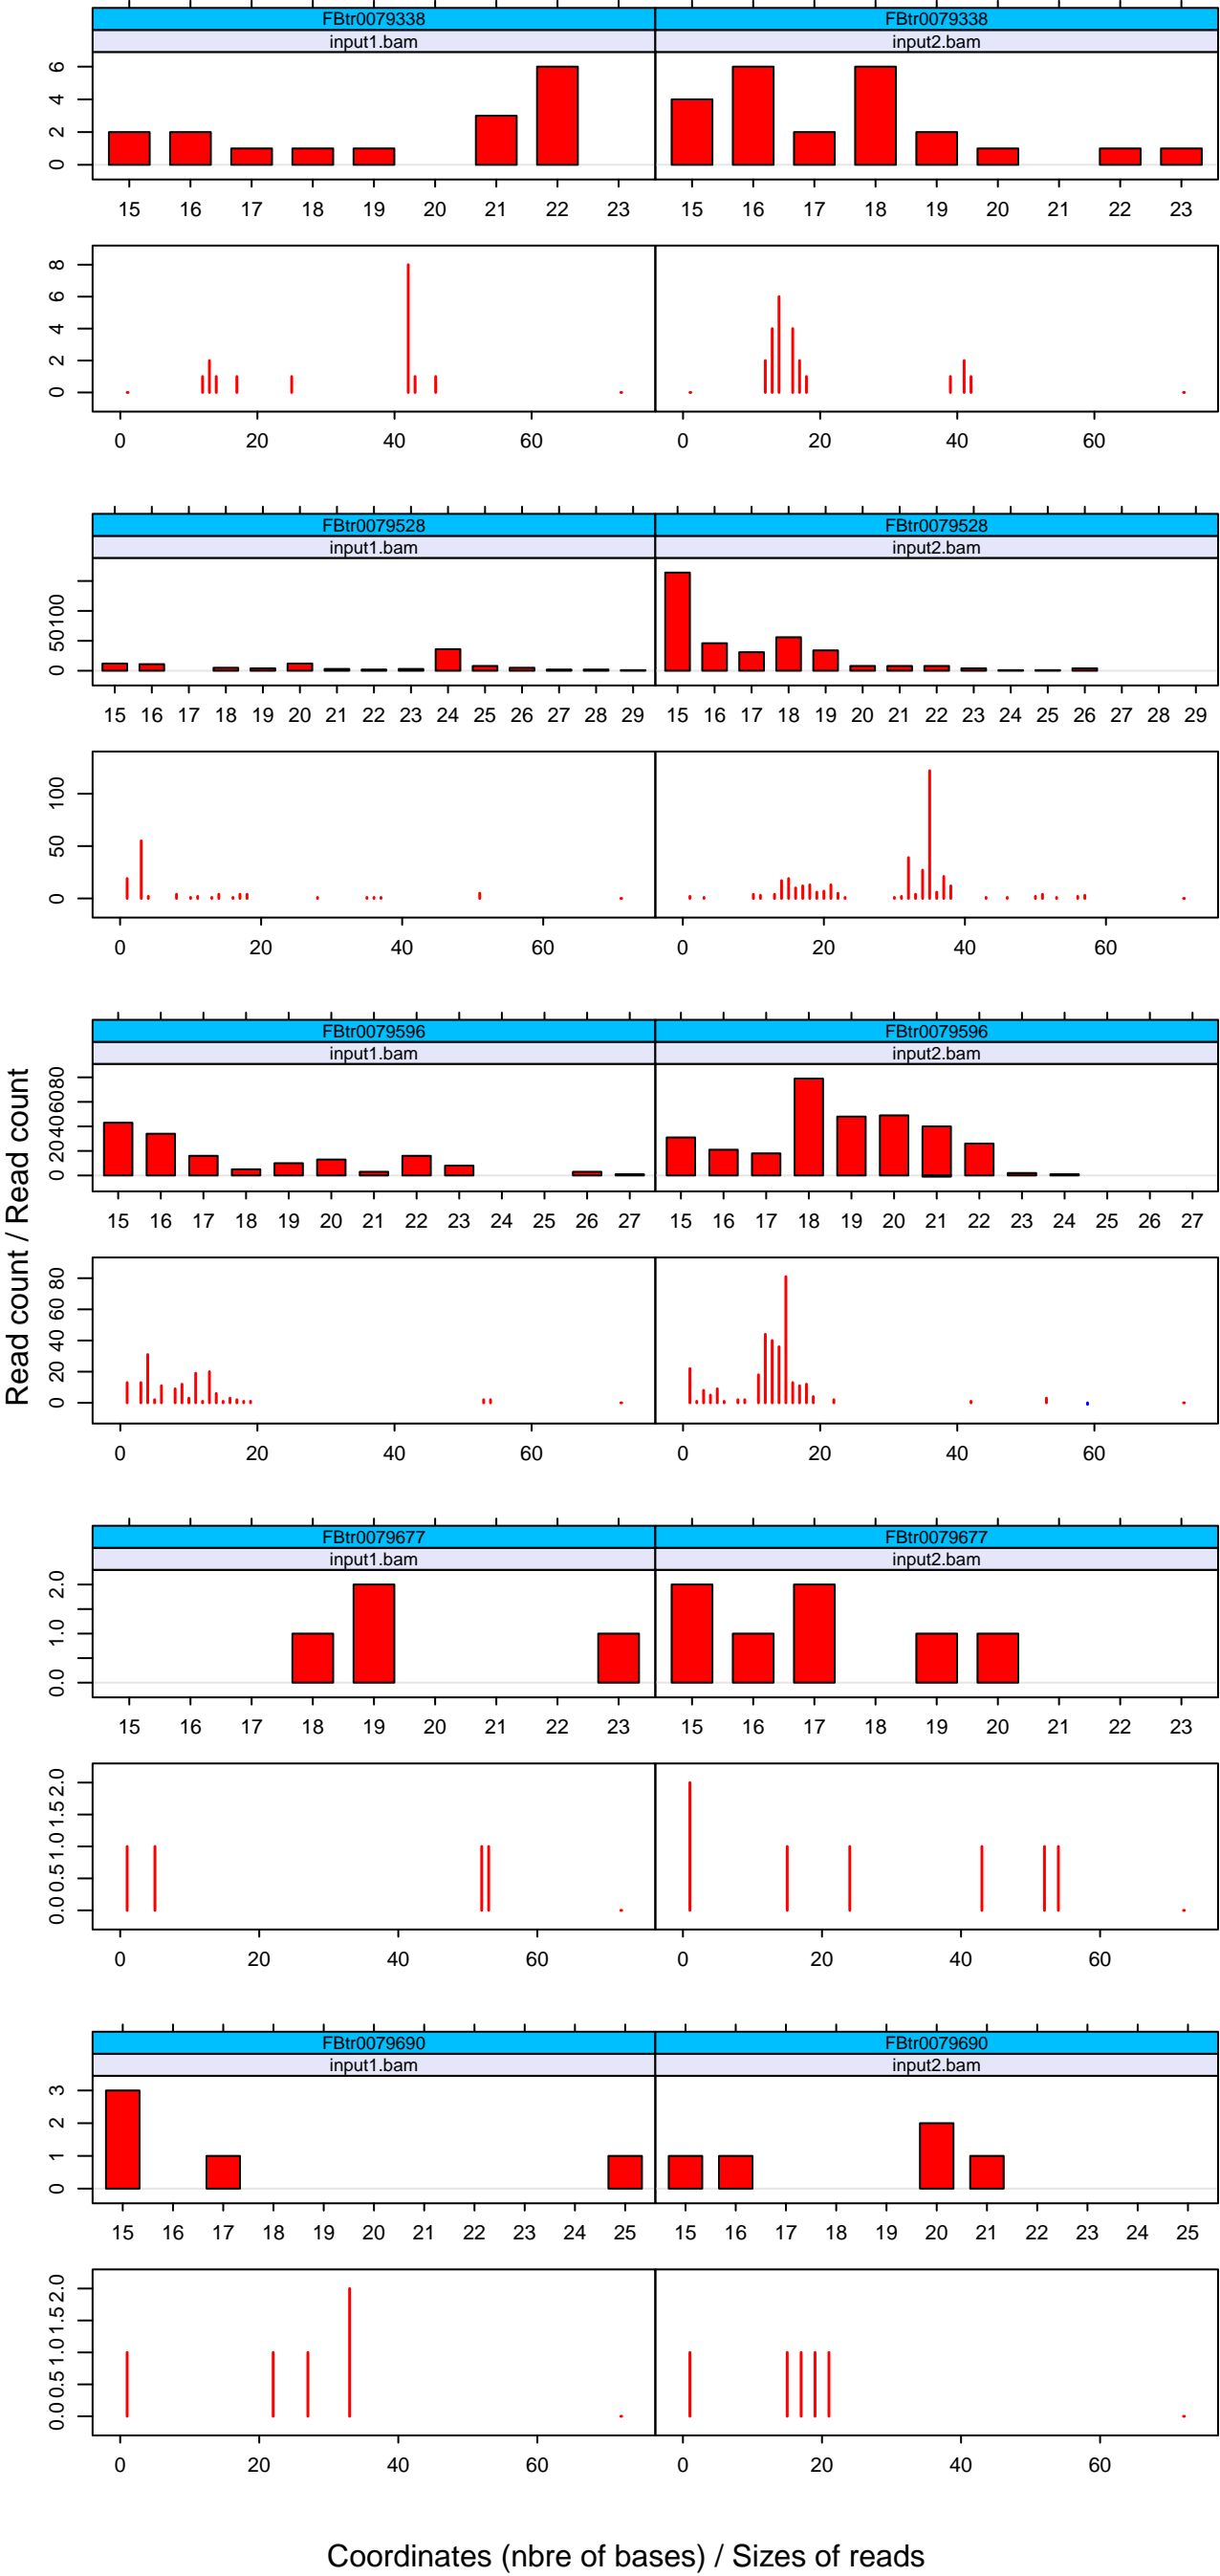 FBtr0079338 FBtr0079338
input1.bam input2.bam
0 2 4 6
15 16 17 18 19 20 21 22 23 15 16 17 18 19 20 21 22 23
0 2 4 6 8
0 20 40 60 0 20 40 60
FBtr0079528 FBtr0079528
input1.bam input2.bam
0 50 100
15 16 17 18 19 20 21 22 23 24 25 26 27 28 29 15 16 17 18 19 20 21 22 23 24 25 26 27 28 29
0 50 100
0 20 40 60 0 20 40 60
FBtr0079596 FBtr0079596
input1.bam input2.bam
0 20 40 60 80
15 16 17 18 19 20 21 22 23 24 25 26 27 15 16 17 18 19 20 21 22 23 24 25 26 27
0 20 40 60 80
0 20 40 60 0 20 40 60
Read count / Read count
FBtr0079677 FBtr0079677
input1.bam input2.bam
0.0 1.0 2.0
15 16 17 18 19 20 21 22 23 15 16 17 18 19 20 21 22 23
0.0 0.5 1.0 1.5 2.0
0 20 40 60 0 20 40 60
FBtr0079690 FBtr0079690
input1.bam input2.bam
0 1 2 3
15 16 17 18 19 20 21 22 23 24 25 15 16 17 18 19 20 21 22 23 24 25
0.0 0.5 1.0 1.5 2.0
0 20 40 60 0 20 40 60
Coordinates (nbre of bases) / Sizes of reads